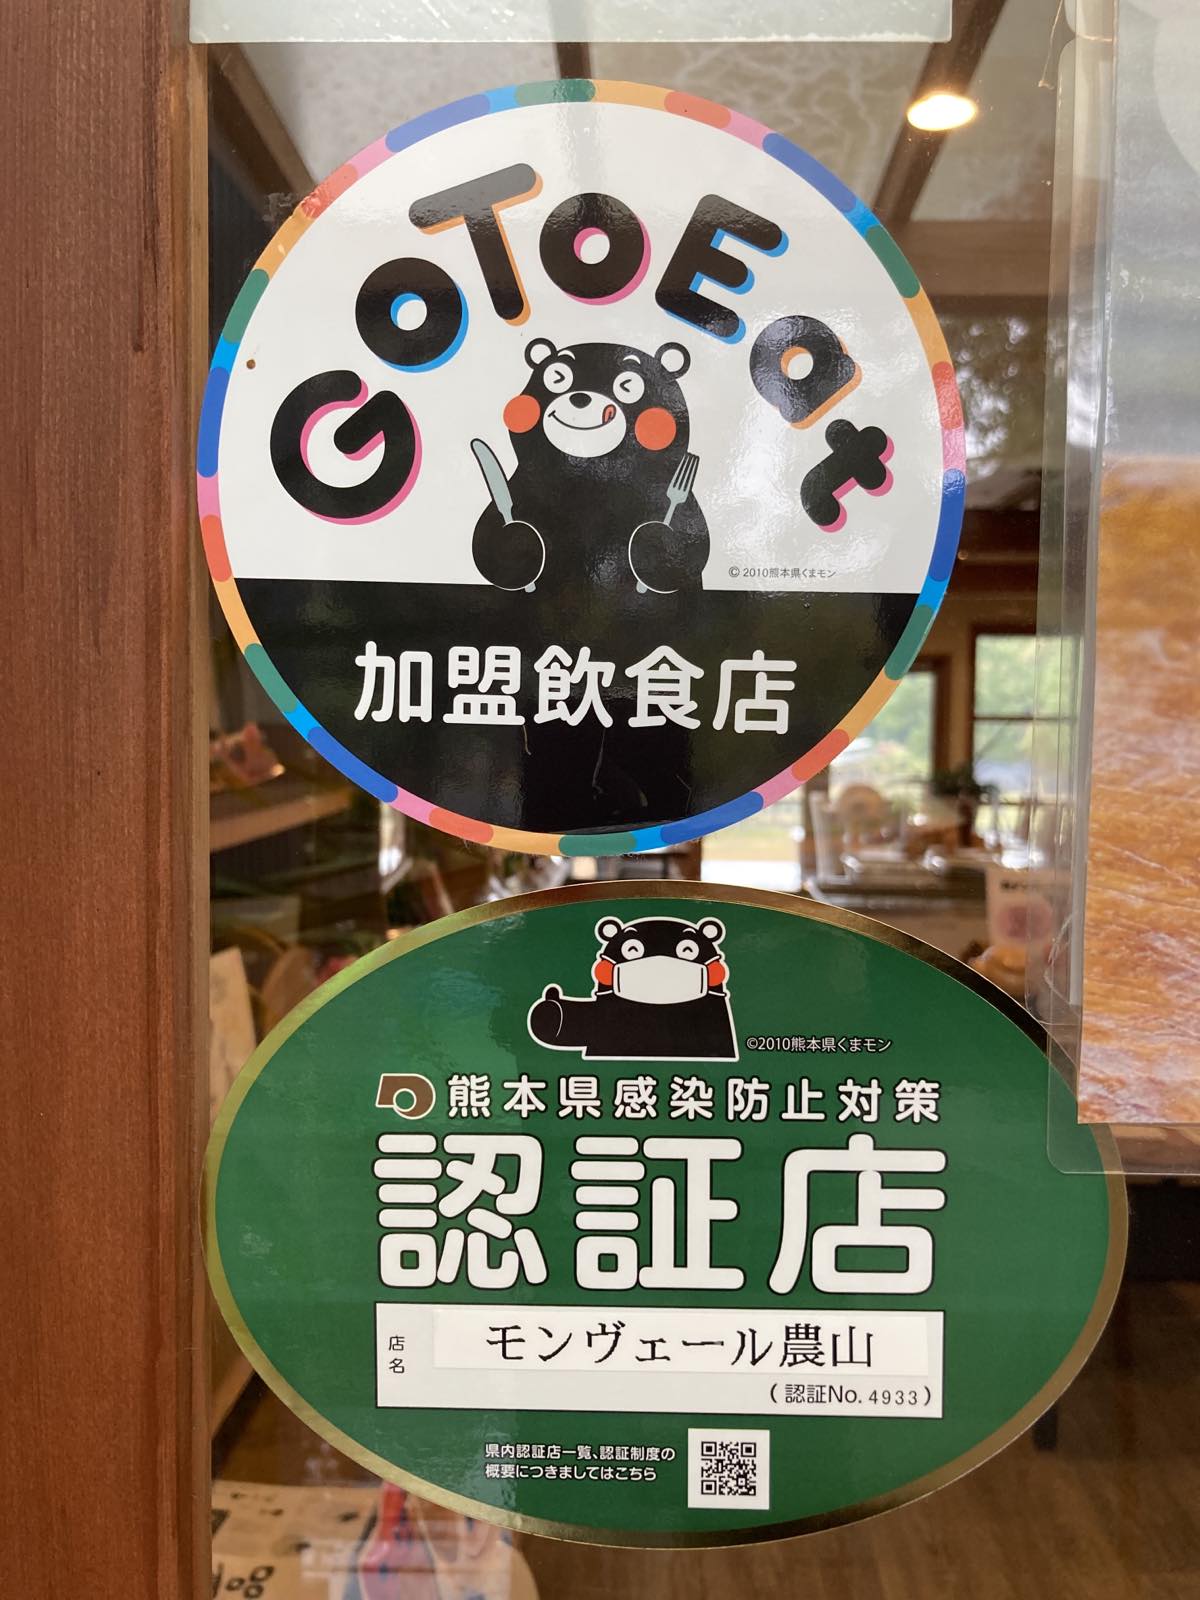 GoToEat
©2010熊本県くまモン
加盟飲食店
©2010熊本県くまモン
熊本県感染防止対策
認証店
店名
モンヴェール農山
(認証No.4933)
県内認証店一覧、認証制度の
概要につきましてはこちら